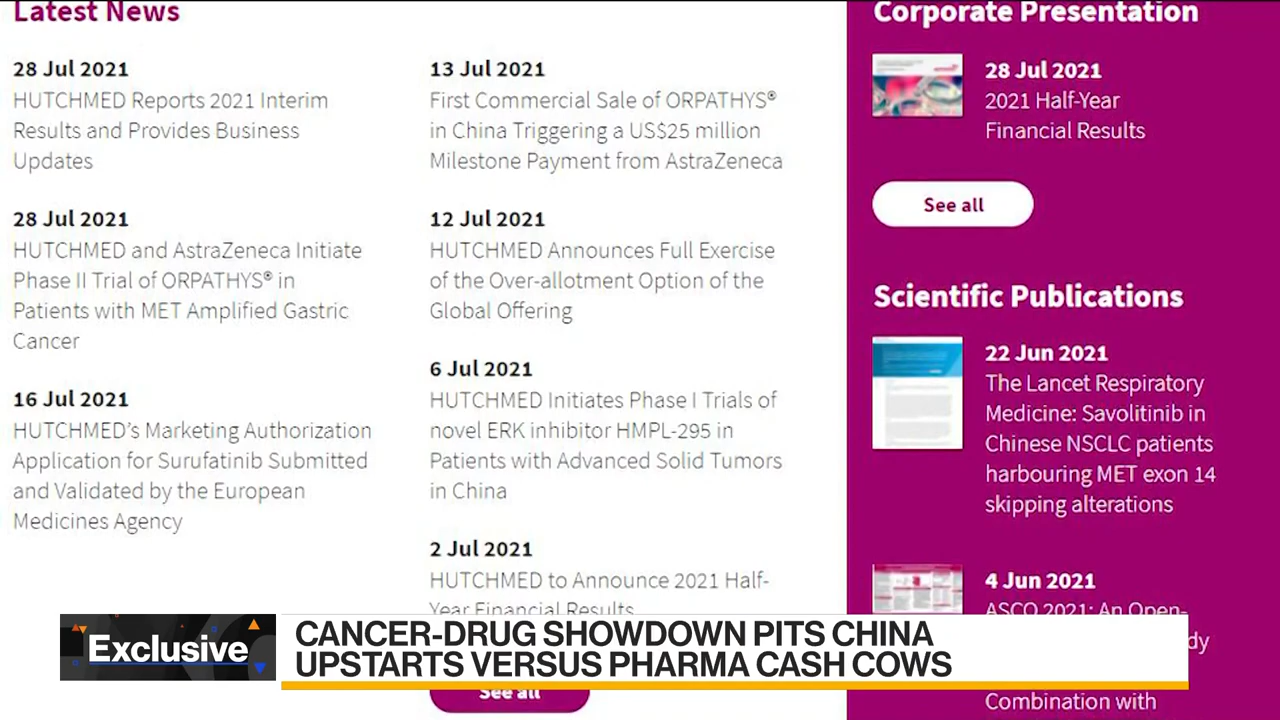 Latest News
28 Jul 2021
HUTCHMED Reports 2021 Interim
Results and Provides Business
Updates
28 Jul 2021
HUTCHMED and AstraZeneca Initiate
Phase II Trial of ORPATHYS® in
Patients with MET Amplified Gastric
Cancer
16 Jul 2021
HUTCHMED’s Marketing Authorization
Application for Surufatinib Submitted
and Validated by the European
Medicines Agency
13 Jul 2021
First Commercial Sale of ORPATHYS®
in China Triggering a US$25 million
Milestone Payment from AstraZeneca
12 Jul 2021
HUTCHMED Announces Full Exercise
of the Over-allotment Option of the
Global Offering
6 Jul 2021
HUTCHMED Initiates Phase I Trials of
novel ERK inhibitor HMPL-295 in
Patients with Advanced Solid Tumors
in China
2 Jul 2021
HUTCHMED to Announce 2021 Half-
Year Financial Results
See all
Corporate Presentation
28 Jul 2021
2021 Half-Year
Financial Results
See all
Scientific Publications
22 Jun 2021
The Lancet Respiratory
Medicine: Savolitinib in
Chinese NSCLC patients
harbouring MET exon 14
skipping alterations
4 Jun 2021
ASCO 2021: An Open-
Combination with
Exclusive
CANCER-DRUG SHOWDOWN PITS CHINA
UPSTARTS VERSUS PHARMA CASH COWS